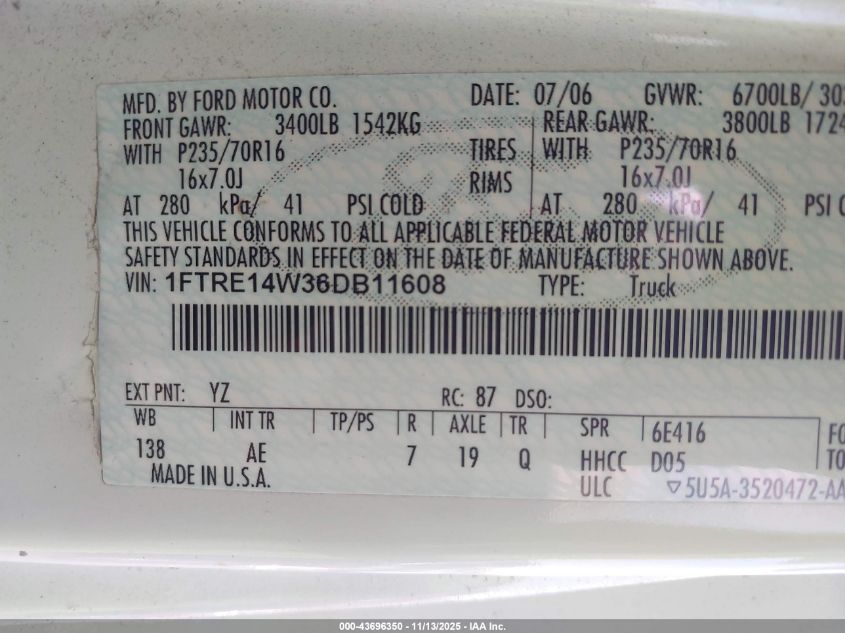 MFD. BY FORD MOTOR CO. DATE: 07/06 GVWR: 6700LB/ 303
FRONT GAWR: 3400LB 1542KG REAR GAWR: 3800LB 1724
WITH P235/70R16 TIRES WITH P235/70R16
16x7.0J RIMS 16x7.0J
AT 280 kPa/ 41 PSI COLD AT 280 kPa/ 41 PSI C
THIS VEHICLE CONFORMS TO ALL APPLICABLE FEDERAL MOTOR VEHICLE
SAFETY STANDARDS IN EFFECT ON THE DATE OF MANUFACTURE SHOWN ABOVE.
VIN: 1FTRE14W36DB11608 TYPE: Truck
EXT PNT: YZ RC: 87 DSO:
WB INT TR TP/PS R AXLE TR SPR 6E416 FO
138 AE 7 19 Q HHCC D05 TO
MADE IN U.S.A. ULC ▽5U5A-3520472-AA
000-43696350 - 11/13/2025 - IAA Inc.